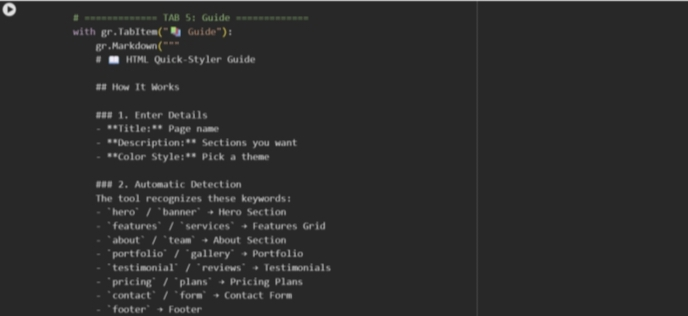 # ============= TAB 5: Guide =============
with gr.TabItem("📚 Guide"):
gr.Markdown("""
# 📖 HTML Quick-Styler Guide
## How It Works
### 1. Enter Details
- **Title:** Page name
- **Description:** Sections you want
- **Color Style:** Pick a theme
### 2. Automatic Detection
The tool recognizes these keywords:
- `hero` / `banner` → Hero Section
- `features` / `services` → Features Grid
- `about` / `team` → About Section
- `portfolio` / `gallery` → Portfolio
- `testimonial` / `reviews` → Testimonials
- `pricing` / `plans` → Pricing Plans
- `contact` / `form` → Contact Form
- `footer` → Footer